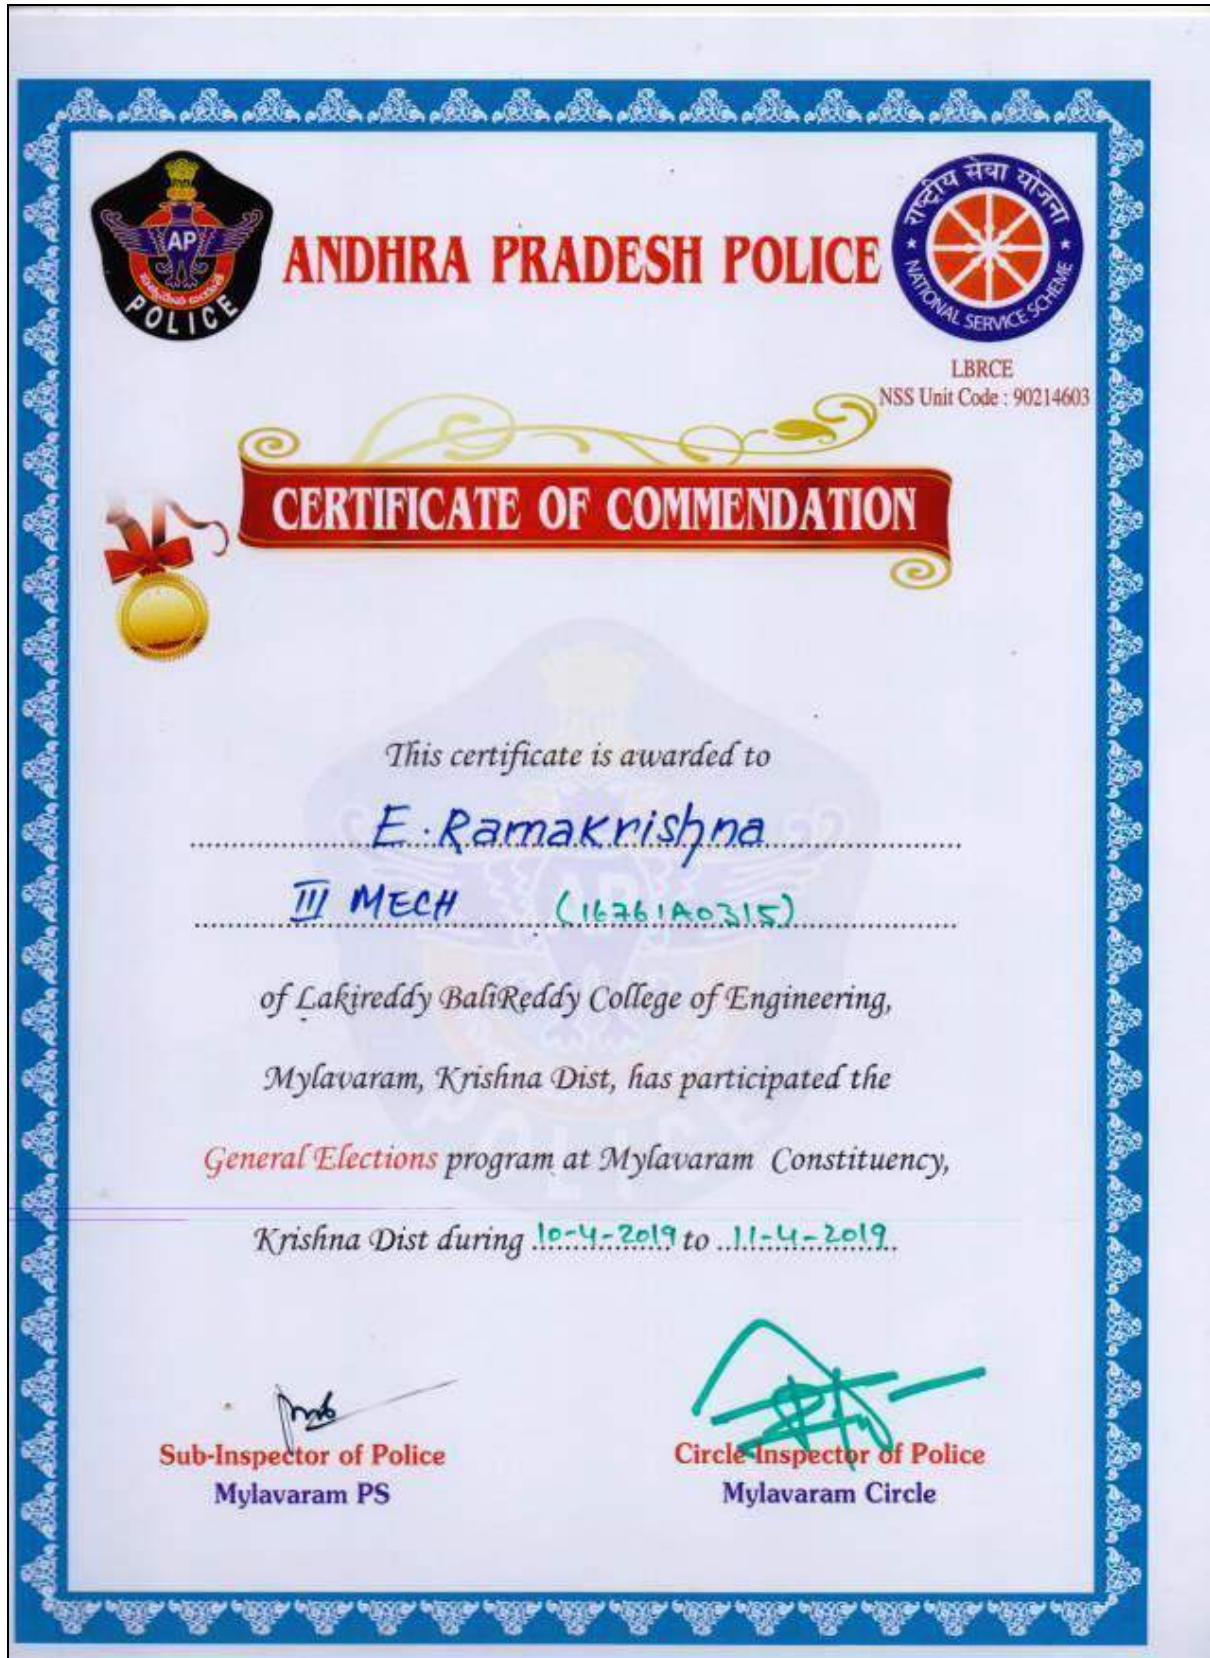 AP
POLICE
ANDHRA PRADESH POLICE
राष्ट्रीय सेवा योजना
NATIONAL SERVICE SCHEME
LBRCE
NSS Unit Code : 90214603
CERTIFICATE OF COMMENDATION
This certificate is awarded to
E. Ramakrishna
III MECH (16761A0315)
of Lakireddy BaliReddy College of Engineering,
Mylavaram, Krishna Dist, has participated the
General Elections program at Mylavaram Constituency,
Krishna Dist during 10-4-2019 to 11-4-2019
Sub-Inspector of Police
Mylavaram PS
Circle Inspector of Police
Mylavaram Circle